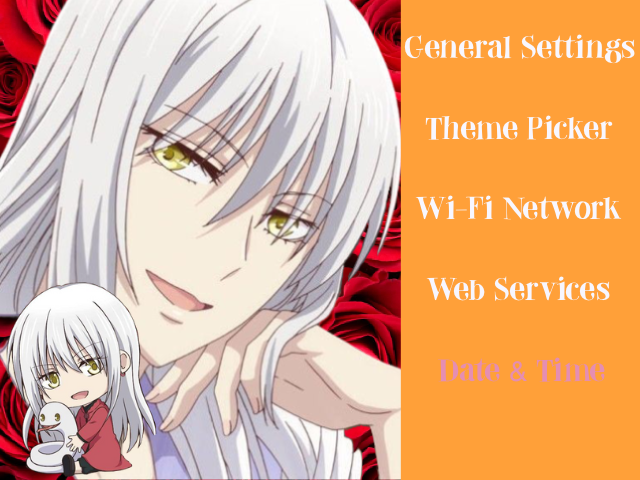 General Settings
Theme Picker
Wi-Fi Network
Web Services
Date & Time